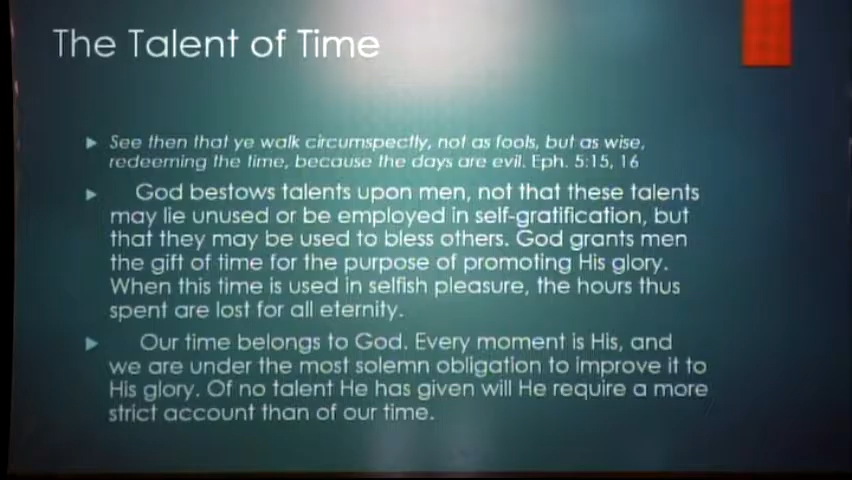 The Talent of Time
See then that ye walk circumspectly, not as fools, but as wise,
redeeming the time, because the days are evil. Eph. 5:15, 16
God bestows talents upon men, not that these talents
may lie unused or be employed in self-gratification, but
that they may be used to bless others. God grants men
the gift of time for the purpose of promoting His glory.
When this time is used in selfish pleasure, the hours thus
spent are lost for all eternity.
Our time belongs to God. Every moment is His, and
we are under the most solemn obligation to improve it to
His glory. Of no talent He has given will He require a more
strict account than of our time.